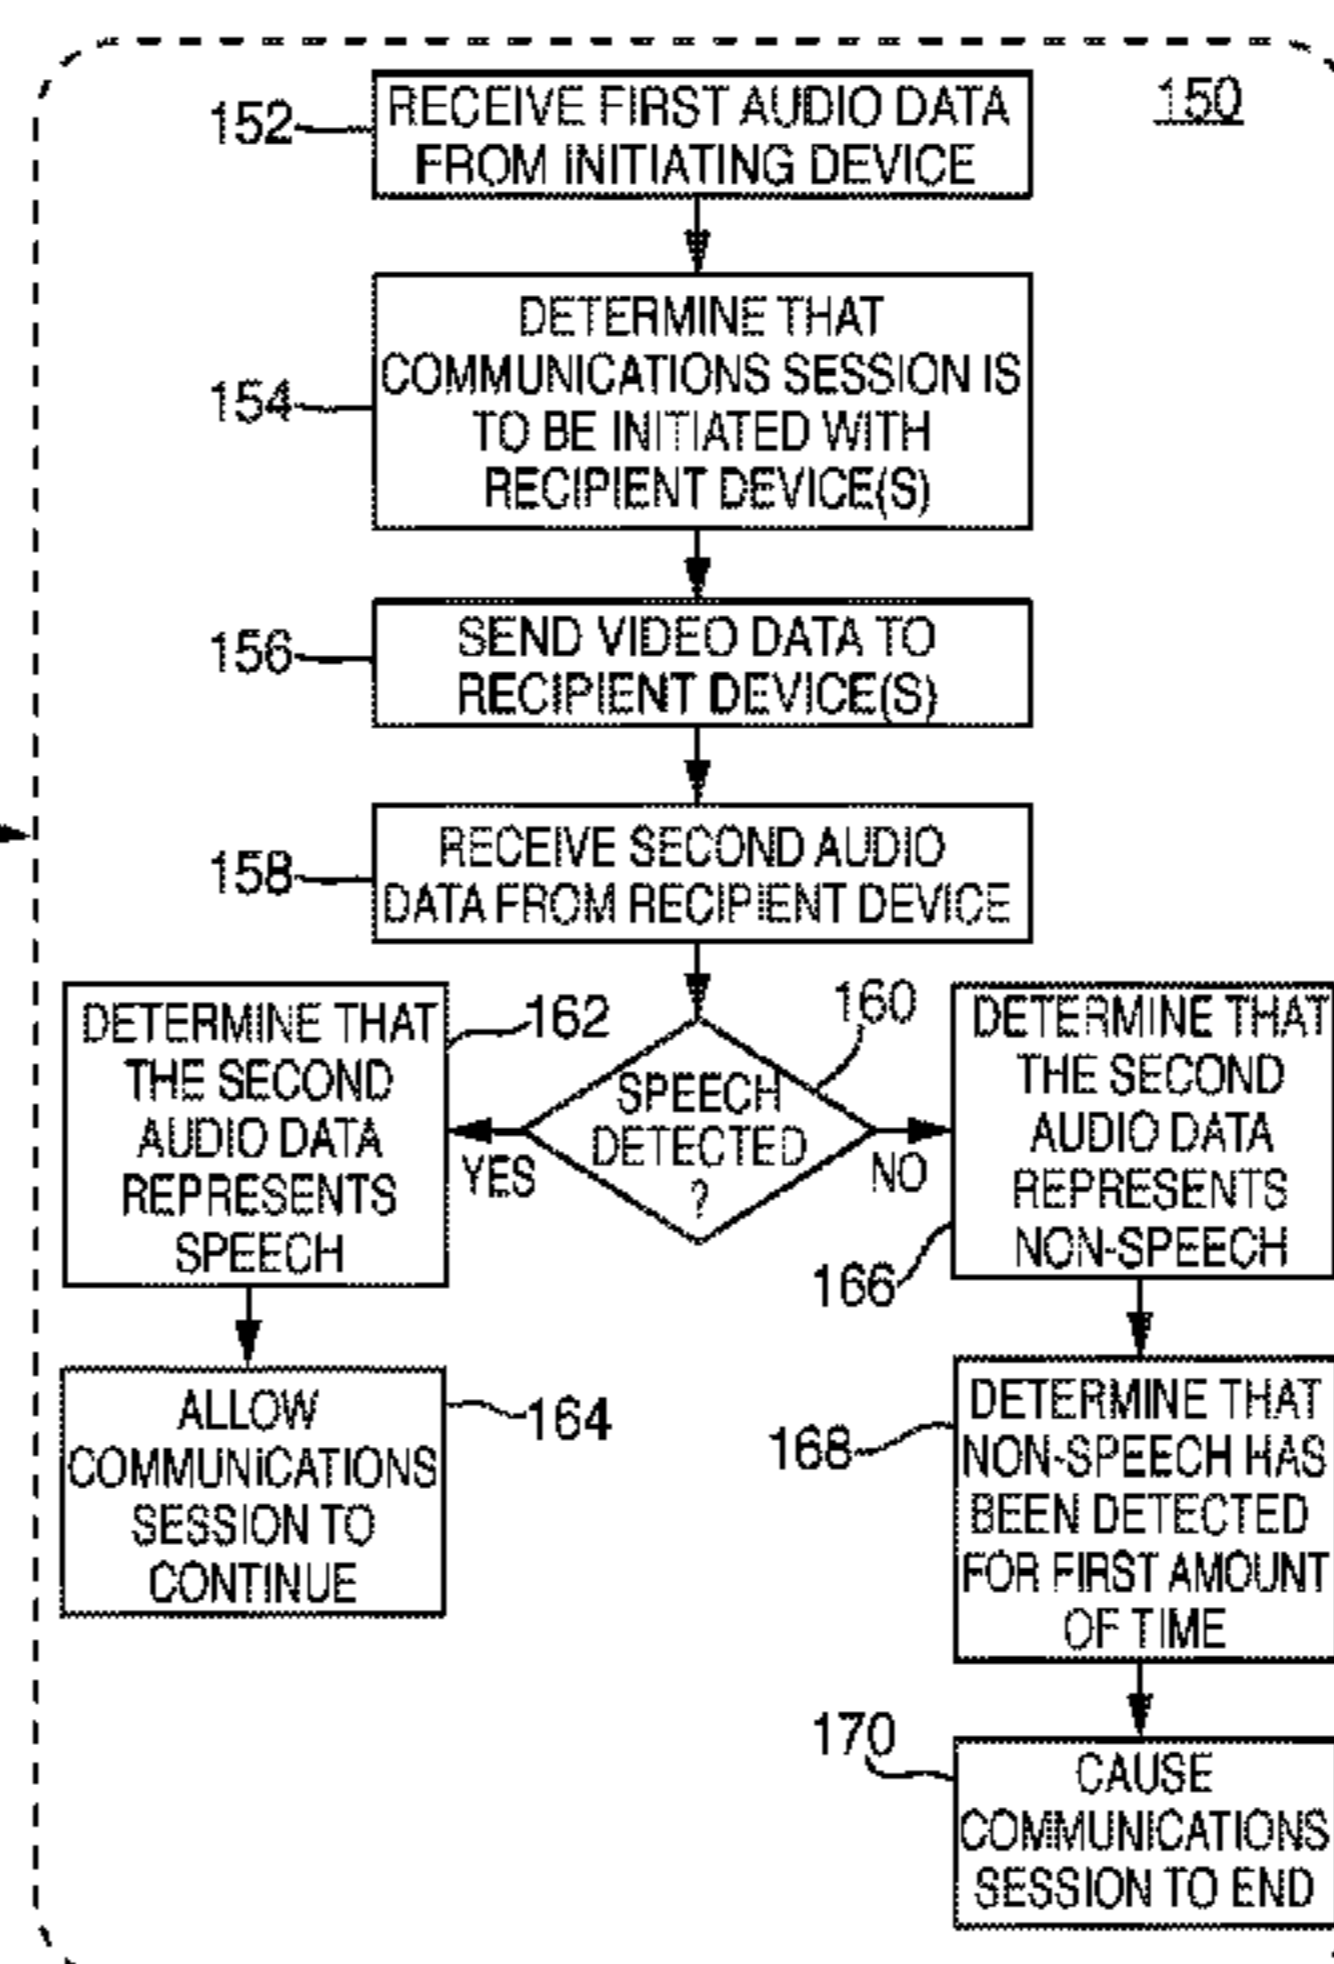 150
152
RECEIVE FIRST AUDIO DATA
FROM INITIATING DEVICE
154
DETERMINE THAT
COMMUNICATIONS SESSION IS
TO BE INITIATED WITH
RECIPIENT DEVICE(S)
156
SEND VIDEO DATA TO
RECIPIENT DEVICE(S)
158
RECEIVE SECOND AUDIO
DATA FROM RECIPIENT DEVICE
160
SPEECH
DETECTED
?
YES
NO
162
DETERMINE THAT
THE SECOND
AUDIO DATA
REPRESENTS
SPEECH
164
ALLOW
COMMUNICATIONS
SESSION TO
CONTINUE
166
DETERMINE THAT
THE SECOND
AUDIO DATA
REPRESENTS
NON-SPEECH
168
DETERMINE THAT
NON-SPEECH HAS
BEEN DETECTED
FOR FIRST AMOUNT
OF TIME
170
CAUSE
COMMUNICATIONS
SESSION TO END